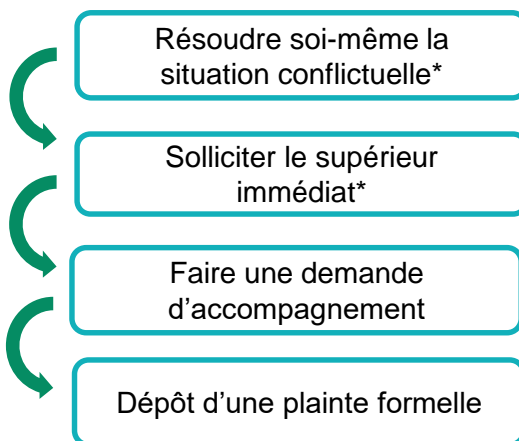 Résoudre soi-même la
situation conflictuelle*
Solliciter le supérieur
immédiat*
Faire une demande
d’accompagnement
Dépôt d’une plainte formelle